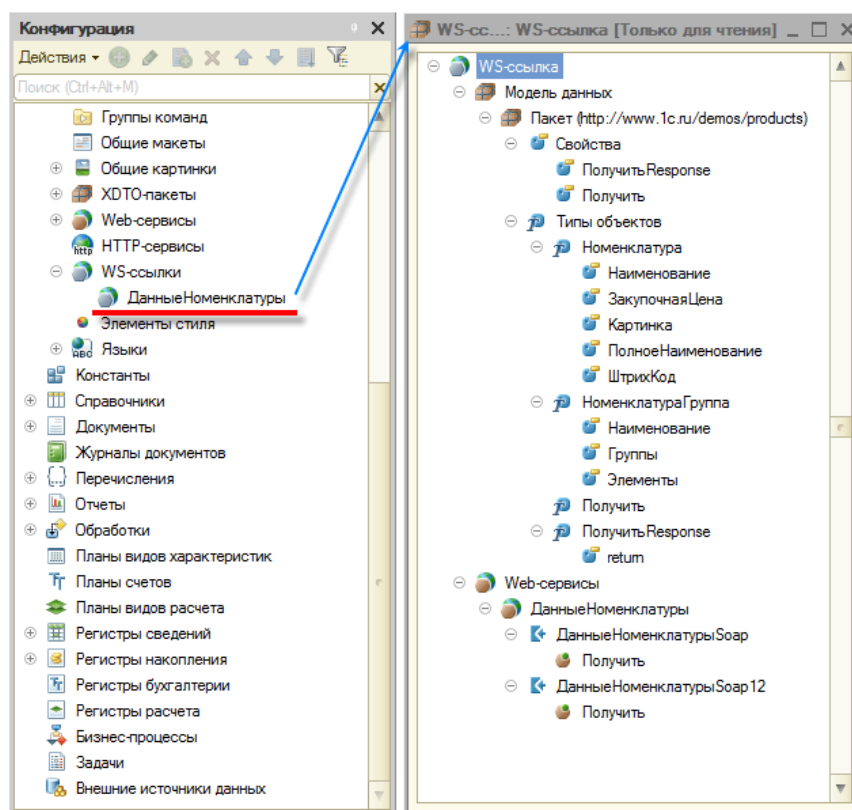 Конфигурация
Действия
Поиск (Ctrl+Alt+M)
Группы команд
Общие макеты
Общие картинки
XDTO-пакеты
Web-сервисы
http HTTP-сервисы
WS-ссылки
ДанныеНоменклатуры
Элементы стиля
ABC Языки
Константы
Справочники
Документы
Журналы документов
Перечисления
Отчеты
Обработки
Планы видов характеристик
Планы счетов
Планы видов расчета
Регистры сведений
Регистры накопления
Регистры бухгалтерии
Регистры расчета
Бизнес-процессы
Задачи
Внешние источники данных
WS-сс...: WS-ссылка [Только для чтения]
WS-ссылка
Модель данных
Пакет (http://www.1c.ru/demos/products)
Свойства
ПолучитьResponse
Получить
Типы объектов
Номенклатура
Наименование
ЗакупочнаяЦена
Картинка
ПолноеНаименование
ШтрихКод
НоменклатураГруппа
Наименование
Группы
Элементы
Получить
ПолучитьResponse
return
Web-сервисы
ДанныеНоменклатуры
ДанныеНоменклатурыSoap
Получить
ДанныеНоменклатурыSoap12
Получить